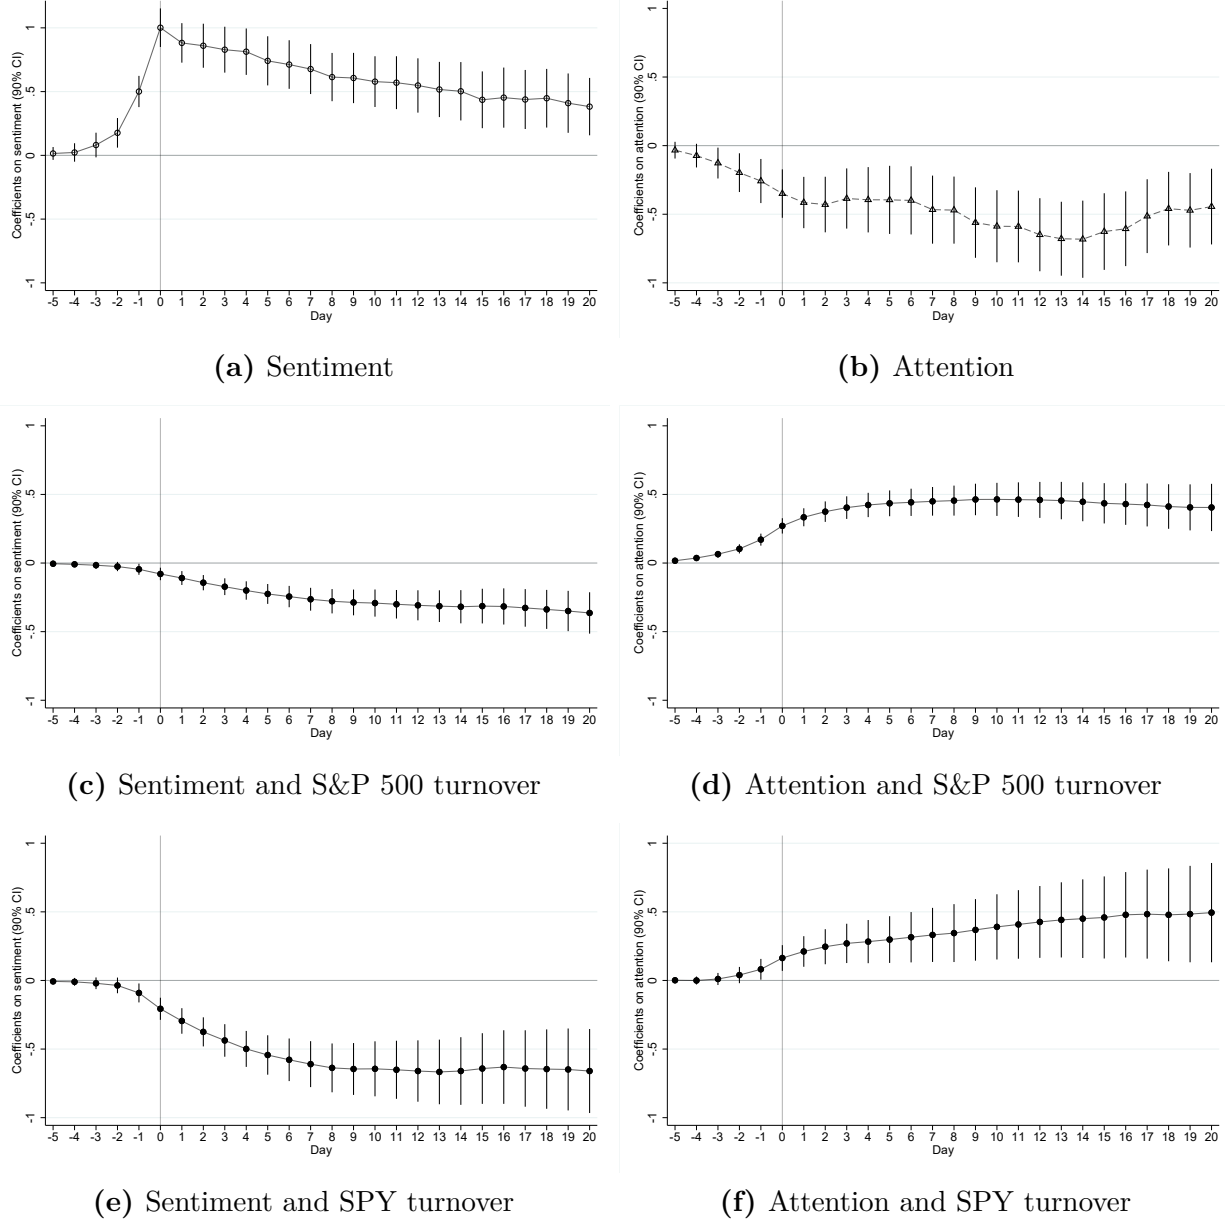 Coefficients on sentiment (90% CI)
1
.5
0
-.5
-1
-5 -4 -3 -2 -1 0 1 2 3 4 5 6 7 8 9 10 11 12 13 14 15 16 17 18 19 20
Day
(a) Sentiment
Coefficients on attention (90% CI)
1
.5
0
-.5
-1
-5 -4 -3 -2 -1 0 1 2 3 4 5 6 7 8 9 10 11 12 13 14 15 16 17 18 19 20
Day
(b) Attention
Coefficients on sentiment (90% CI)
1
.5
0
-.5
-1
-5 -4 -3 -2 -1 0 1 2 3 4 5 6 7 8 9 10 11 12 13 14 15 16 17 18 19 20
Day
(c) Sentiment and S&P 500 turnover
Coefficients on attention (90% CI)
1
.5
0
-.5
-1
-5 -4 -3 -2 -1 0 1 2 3 4 5 6 7 8 9 10 11 12 13 14 15 16 17 18 19 20
Day
(d) Attention and S&P 500 turnover
Coefficients on sentiment (90% CI)
1
.5
0
-.5
-1
-5 -4 -3 -2 -1 0 1 2 3 4 5 6 7 8 9 10 11 12 13 14 15 16 17 18 19 20
Day
(e) Sentiment and SPY turnover
Coefficients on attention (90% CI)
1
.5
0
-.5
-1
-5 -4 -3 -2 -1 0 1 2 3 4 5 6 7 8 9 10 11 12 13 14 15 16 17 18 19 20
Day
(f) Attention and SPY turnover